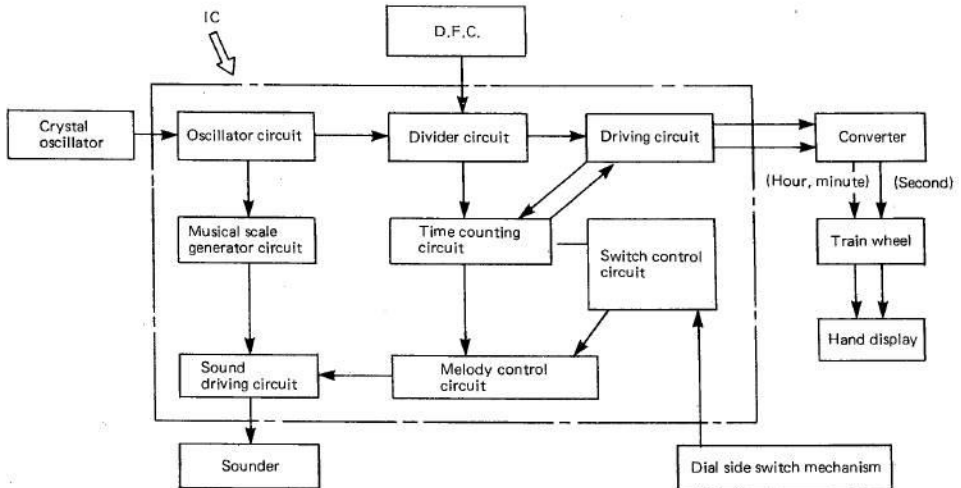 IC
D.F.C.
Crystal
oscillator
Oscillator circuit
Divider circuit
Driving circuit
Converter
(Hour, minute)
(Second)
Musical scale
generator circuit
Time counting
circuit
Switch control
circuit
Train wheel
Hand display
Sound
driving circuit
Melody control
circuit
Sounder
Dial side switch mechanism